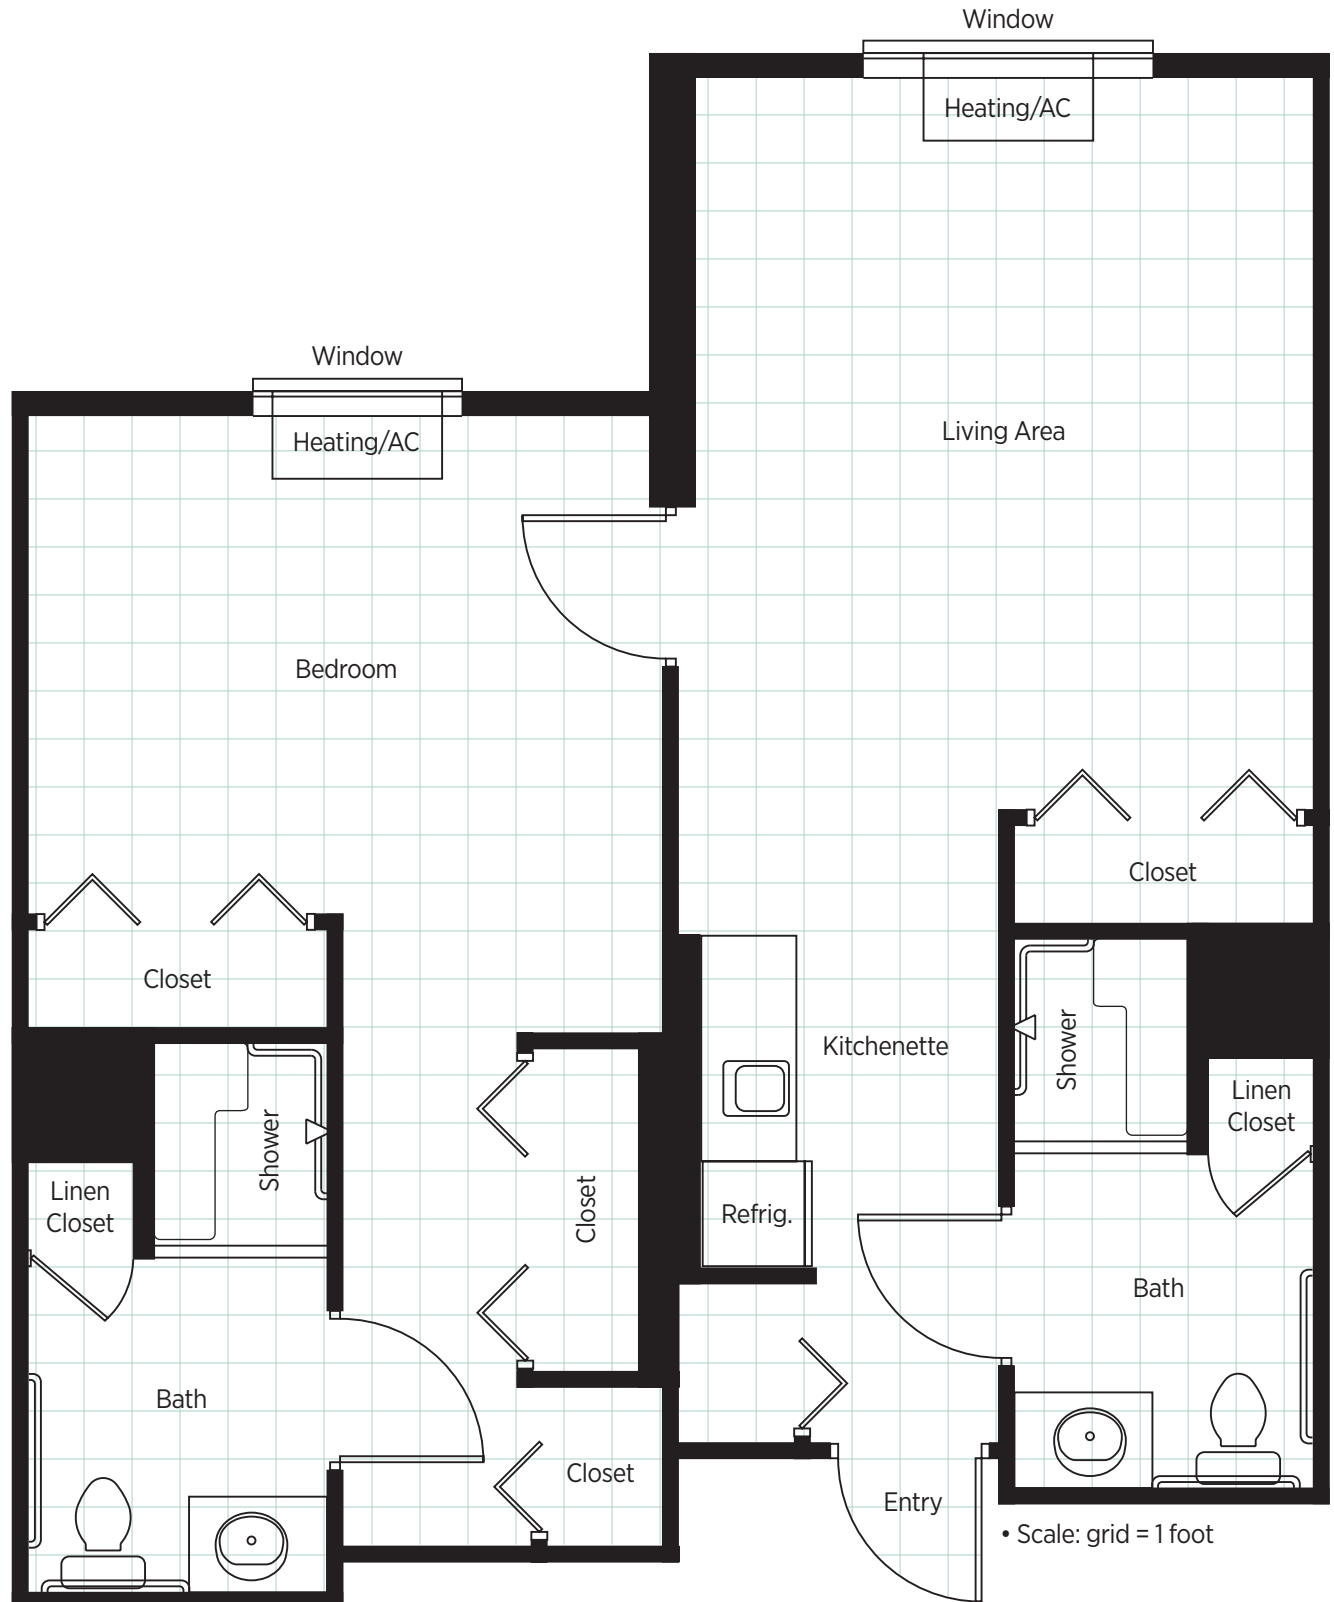 Window
Heating/AC
Window
Heating/AC
Living Area
Bedroom
Closet
Closet
Kitchenette
Shower
Linen
Closet
Shower
Linen
Closet
Closet
Refrig.
Bath
Bath
Closet
Entry
• Scale: grid = 1 foot